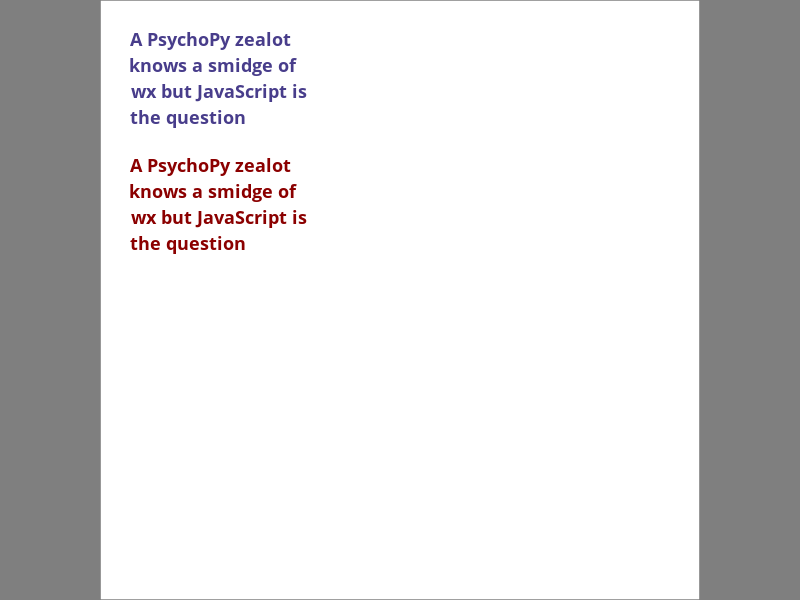 A PsychoPy zealot
knows a smidge of
wx but JavaScript is
the question
A PsychoPy zealot
knows a smidge of
wx but JavaScript is
the question